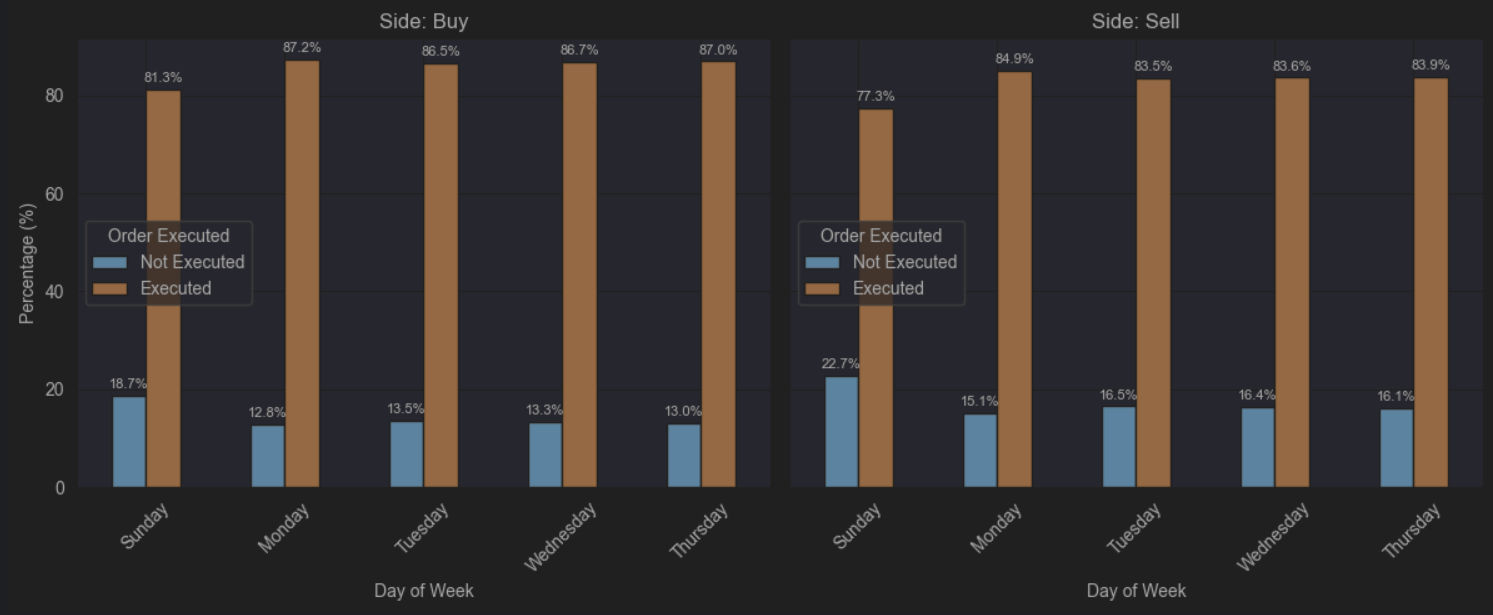 Side: Buy
Percentage (%)
80
60
40
20
0
81.3%
87.2%
86.5%
86.7%
87.0%
18.7%
12.8%
13.5%
13.3%
13.0%
Order Executed
Not Executed
Executed
Sunday
Monday
Tuesday
Wednesday
Thursday
Day of Week
Side: Sell
77.3%
84.9%
83.5%
83.6%
83.9%
22.7%
15.1%
16.5%
16.4%
16.1%
Order Executed
Not Executed
Executed
Sunday
Monday
Tuesday
Wednesday
Thursday
Day of Week